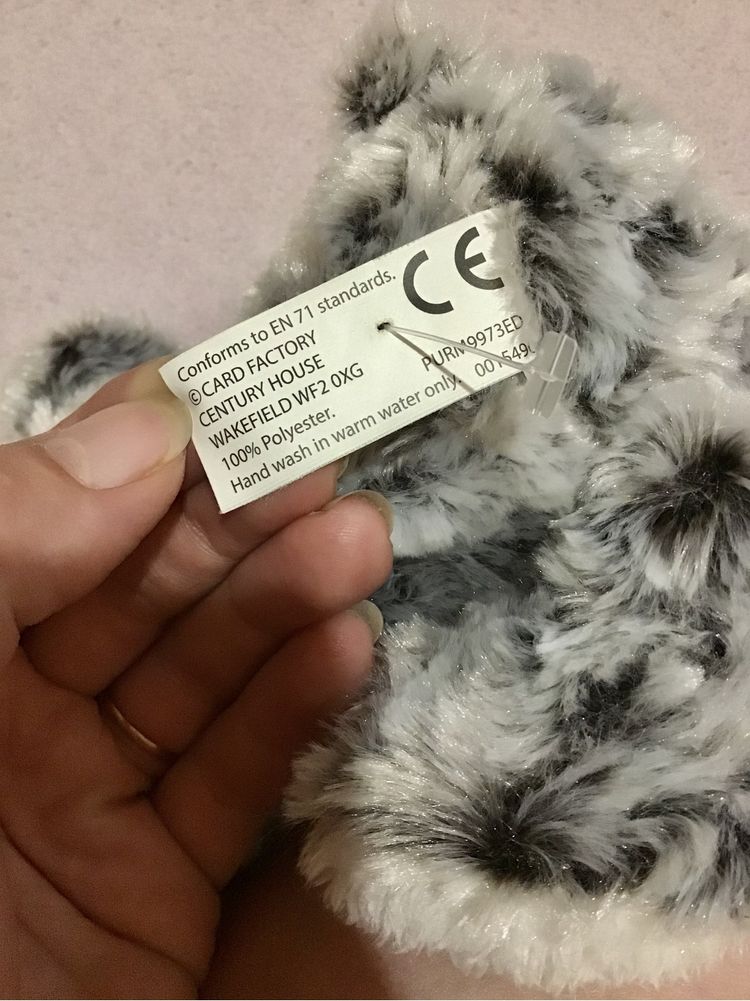 CE
Conforms to EN 71 standards.
© CARD FACTORY
CENTURY HOUSE
WAKEFIELD WF2 0XG
100% Polyester.
PURM9973ED
Hand wash in warm water only.